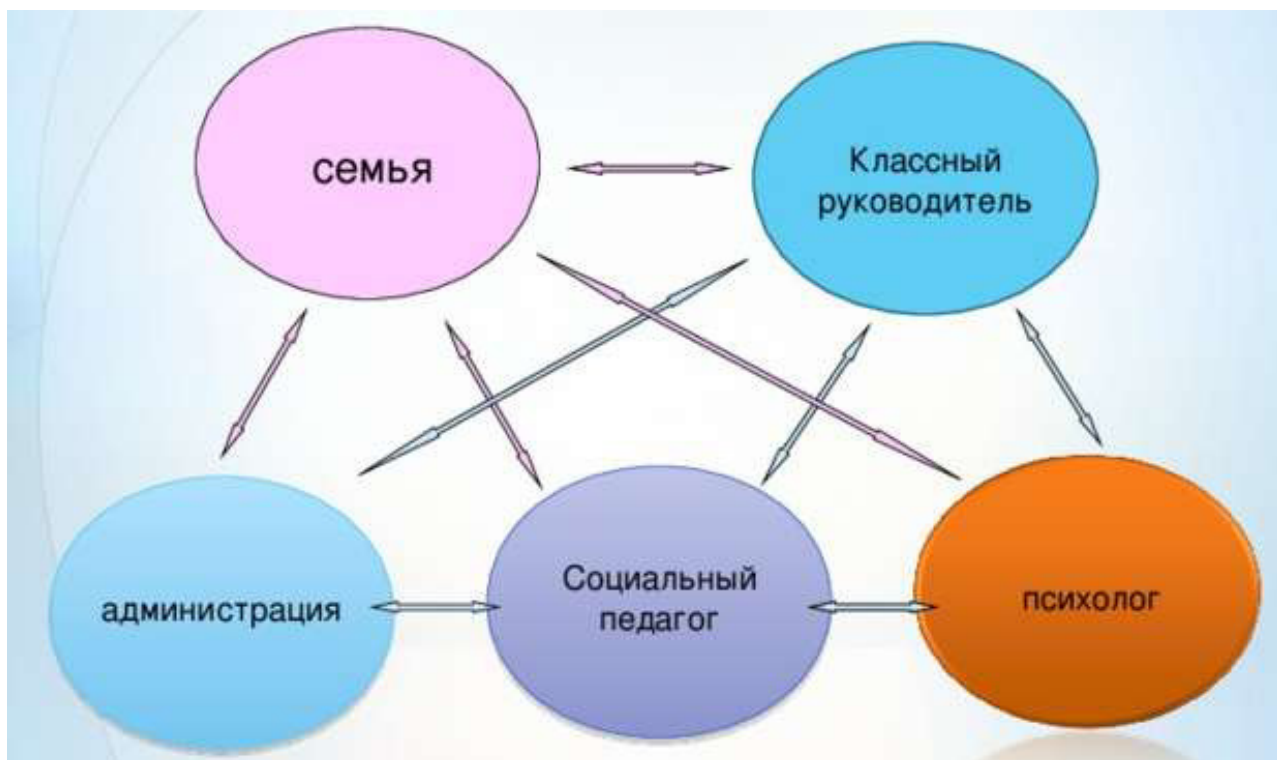 семья
Классный
руководитель
администрация
Социальный
педагог
психолог